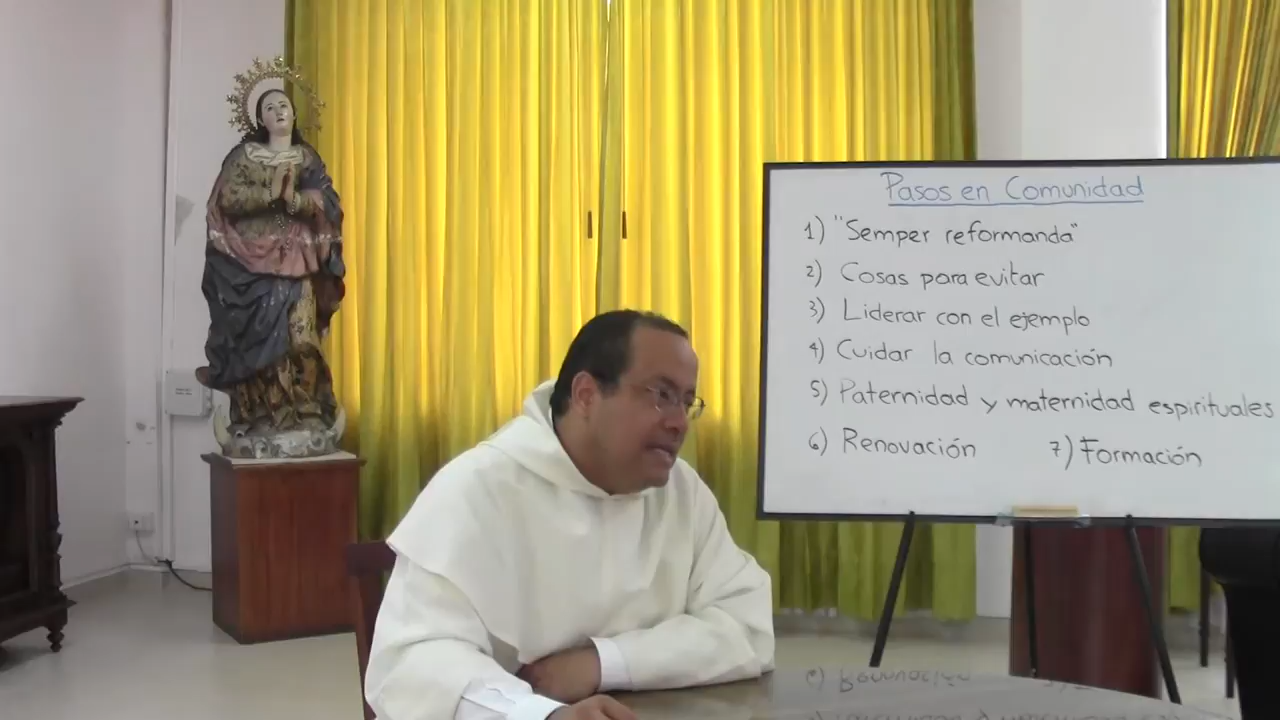 Pasos en Comunidad
1) "Semper reformanda"
2) Cosas para evitar
3) Liderar con el ejemplo
4) Cuidar la comunicación
5) Paternidad y maternidad espirituales
6) Renovación 7) Formación